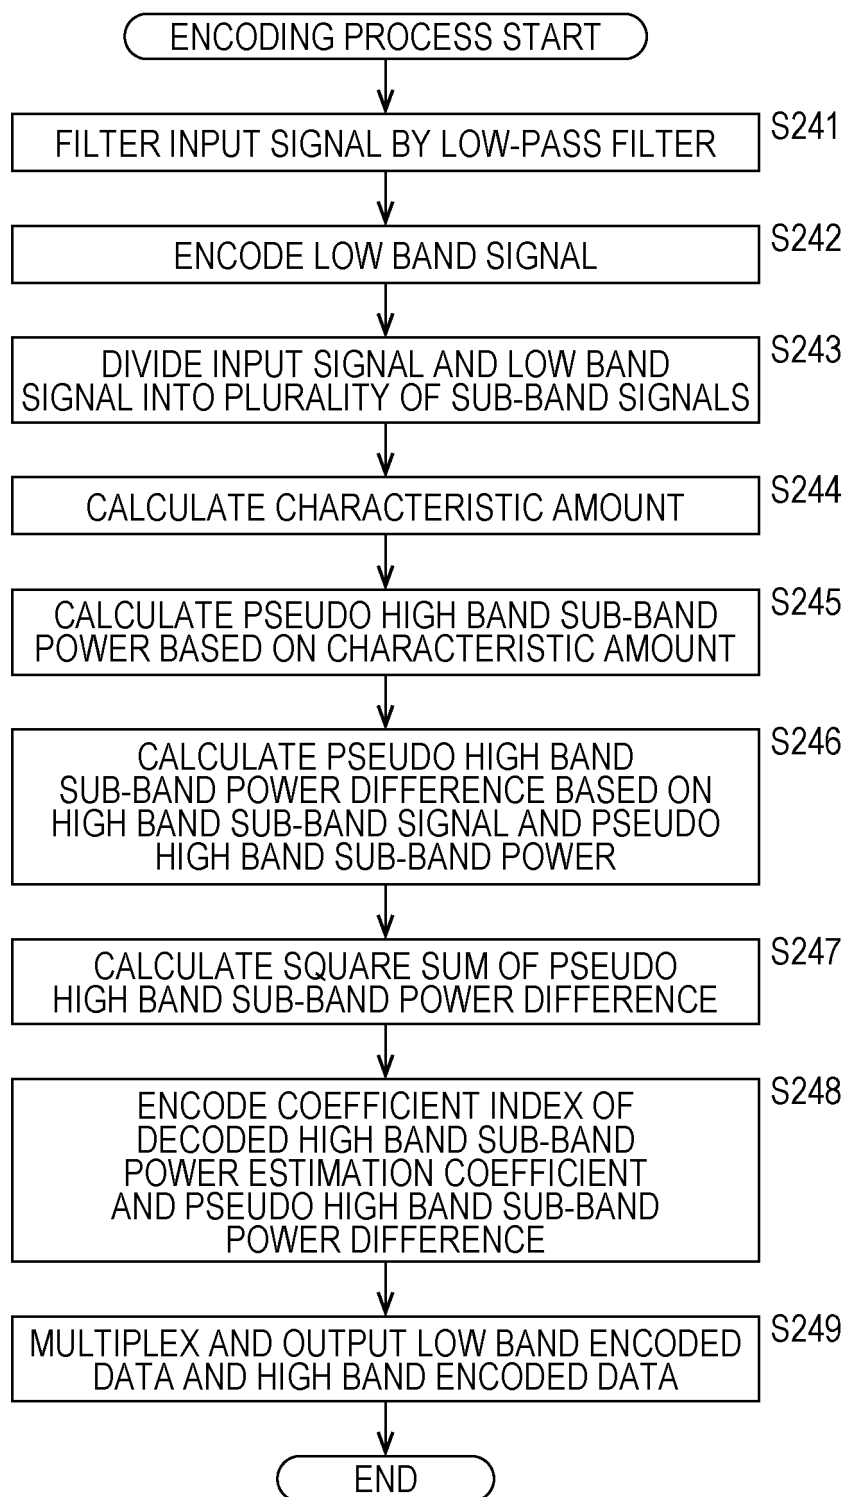 ENCODING PROCESS START
S241
FILTER INPUT SIGNAL BY LOW-PASS FILTER
S242
ENCODE LOW BAND SIGNAL
S243
DIVIDE INPUT SIGNAL AND LOW BAND
SIGNAL INTO PLURALITY OF SUB-BAND SIGNALS
S244
CALCULATE CHARACTERISTIC AMOUNT
S245
CALCULATE PSEUDO HIGH BAND SUB-BAND
POWER BASED ON CHARACTERISTIC AMOUNT
S246
CALCULATE PSEUDO HIGH BAND
SUB-BAND POWER DIFFERENCE BASED ON
HIGH BAND SUB-BAND SIGNAL AND PSEUDO
HIGH BAND SUB-BAND POWER
S247
CALCULATE SQUARE SUM OF PSEUDO
HIGH BAND SUB-BAND POWER DIFFERENCE
S248
ENCODE COEFFICIENT INDEX OF
DECODED HIGH BAND SUB-BAND
POWER ESTIMATION COEFFICIENT
AND PSEUDO HIGH BAND SUB-BAND
POWER DIFFERENCE
S249
MULTIPLEX AND OUTPUT LOW BAND ENCODED
DATA AND HIGH BAND ENCODED DATA
END